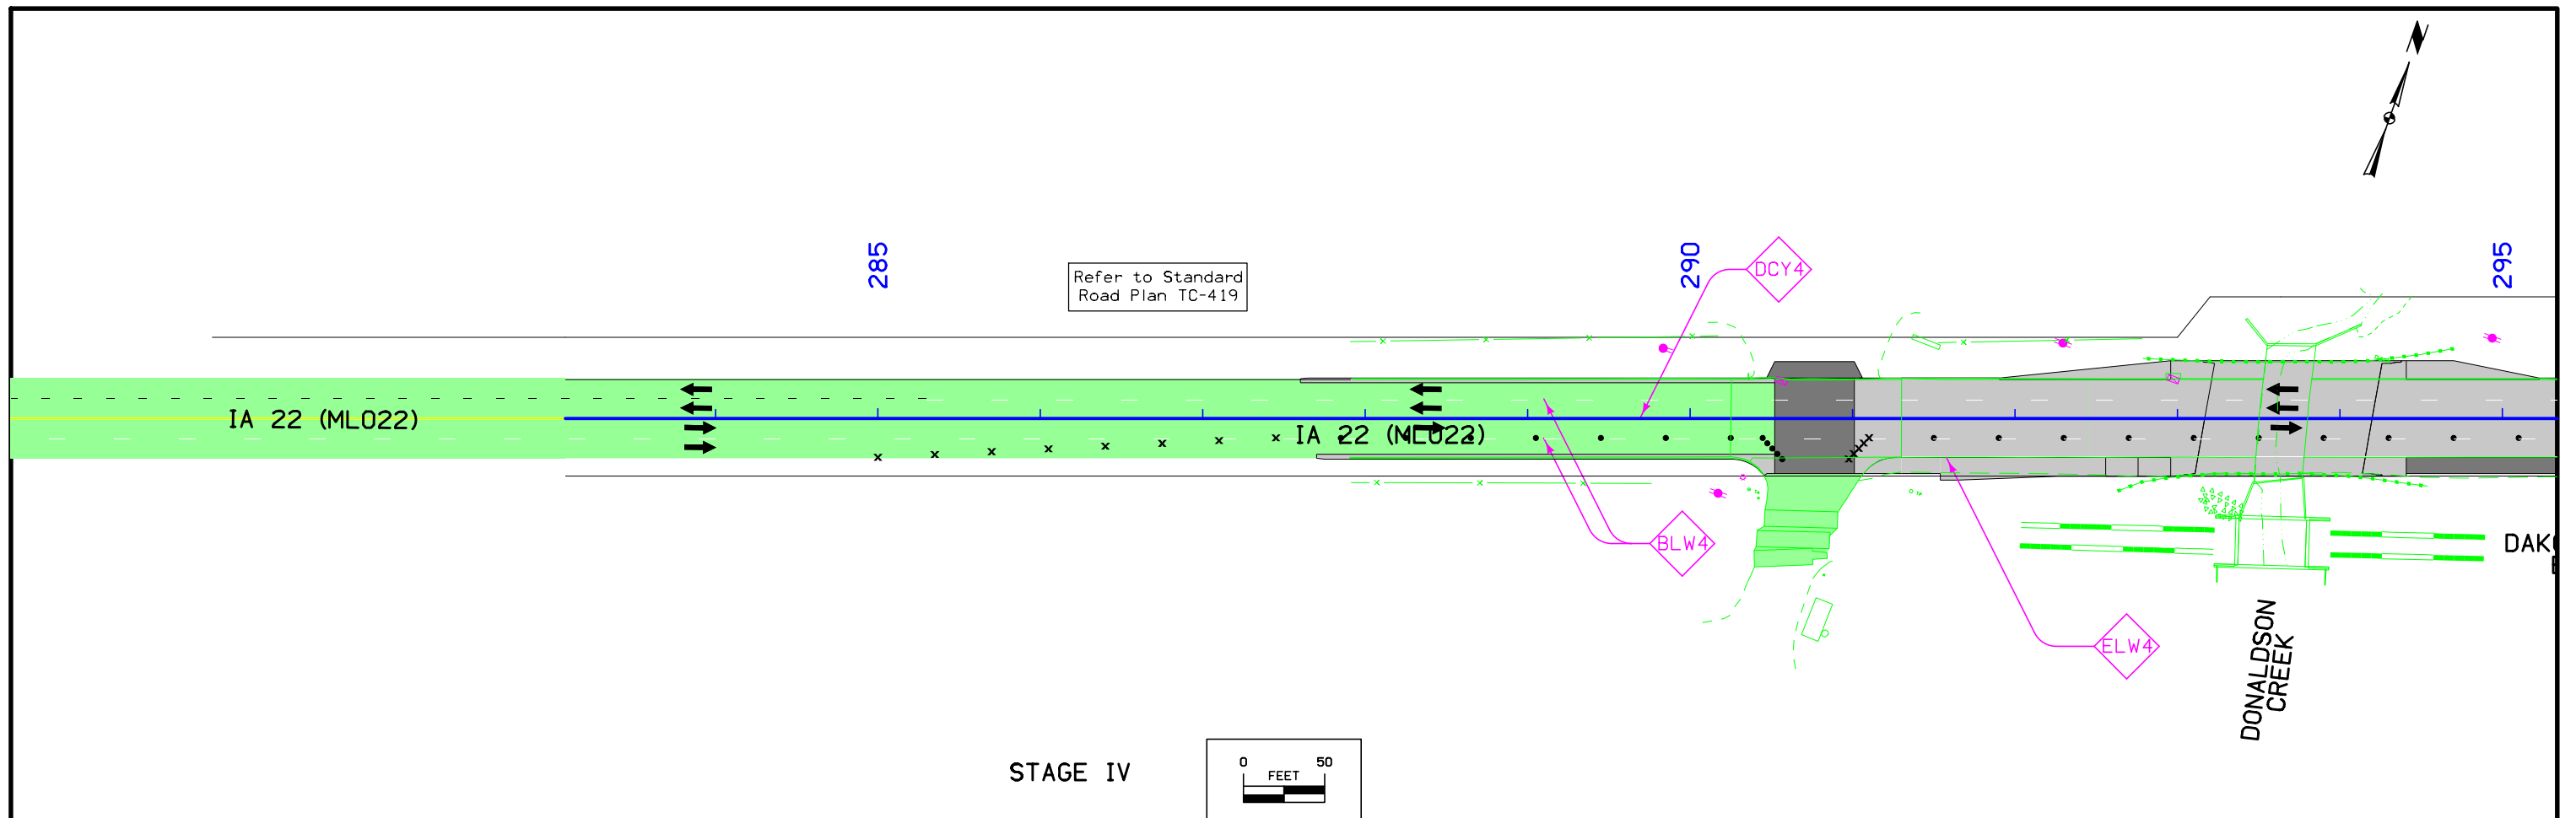 285
Refer to Standard
Road Plan TC-419
290
DCY4
295
IA 22 (ML022)
IA 22 (ML022)
BLW4
ELW4
DONALDSON
CREEK
STAGE IV
0 50
FEET